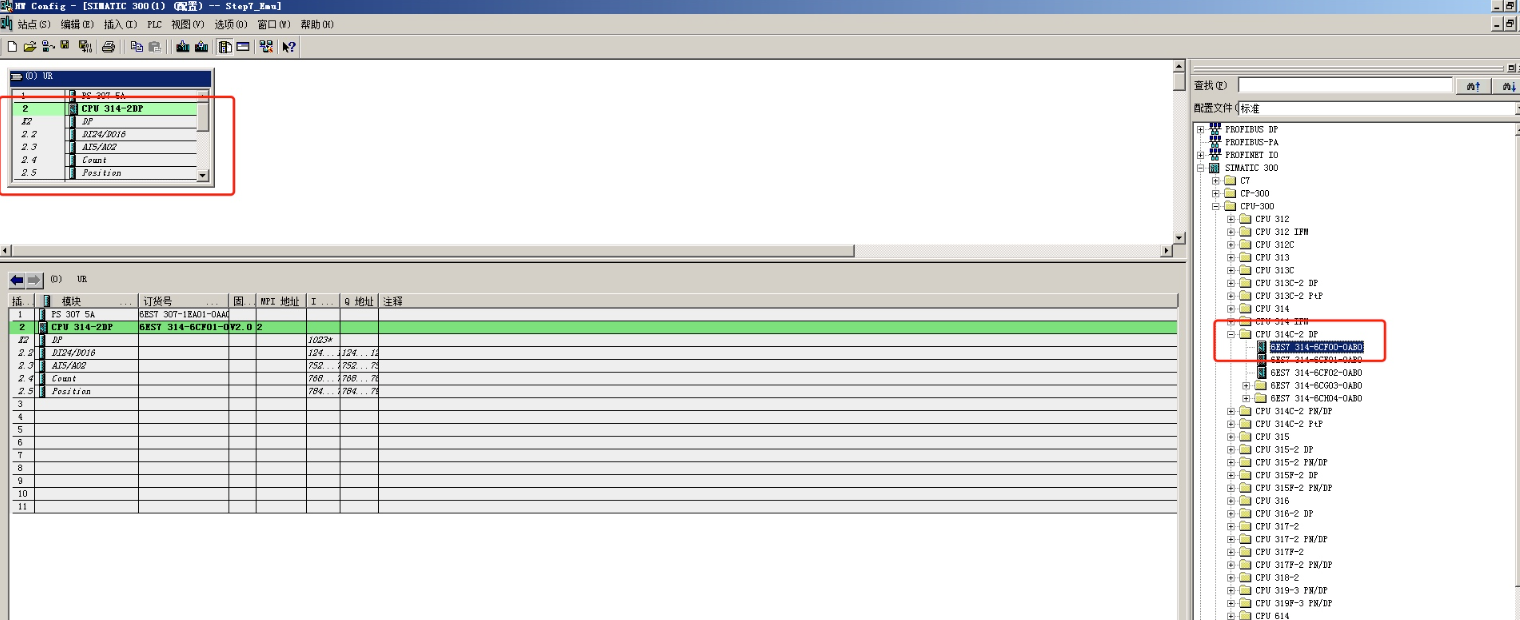 HW Config - [SIMATIC 300(1) (配置) -- Step7_Emu]
站点(S) 编辑(E) 插入(I) PLC 视图(V) 选项(O) 窗口(W) 帮助(H)
(0) UR
1 PS 307 5A
2 CPU 314-2DP
X2 DP
2.2 DI24/DO16
2.3 AI5/AO2
2.4 Count
2.5 Position
(0) UR
插... 模块 ... 订货号 ... 固... MPI 地址 I ... Q 地址 注释
1 PS 307 5A 6ES7 307-1EA01-0AA0
2 CPU 314-2DP 6ES7 314-6CF01-0 V2.0 2
X2 DP 1023*
2.2 DI24/DO16 124... 124...
2.3 AI5/AO2 752... 752...
2.4 Count 768... 768...
2.5 Position 784... 784...
3
4
5
6
7
8
9
10
11
查找(F)
配置文件( 标准
PROFIBUS DP
PROFIBUS-PA
PROFINET IO
SIMATIC 300
C7
CP-300
CPU-300
CPU 312
CPU 312 IFM
CPU 312C
CPU 313
CPU 313C
CPU 313C-2 DP
CPU 313C-2 PtP
CPU 314
CPU 314 IFM
CPU 314C-2 DP
6ES7 314-6CF00-0AB0
6ES7 314-6CF01-0AB0
6ES7 314-6CF02-0AB0
6ES7 314-6CG03-0AB0
6ES7 314-6CH04-0AB0
CPU 314C-2 PN/DP
CPU 314C-2 PtP
CPU 315
CPU 315-2 DP
CPU 315-2 PN/DP
CPU 315F-2 DP
CPU 315F-2 PN/DP
CPU 316
CPU 316-2 DP
CPU 317-2
CPU 317-2 PN/DP
CPU 317F-2
CPU 317F-2 PN/DP
CPU 318-2
CPU 319-3 PN/DP
CPU 319F-3 PN/DP
CPU 614